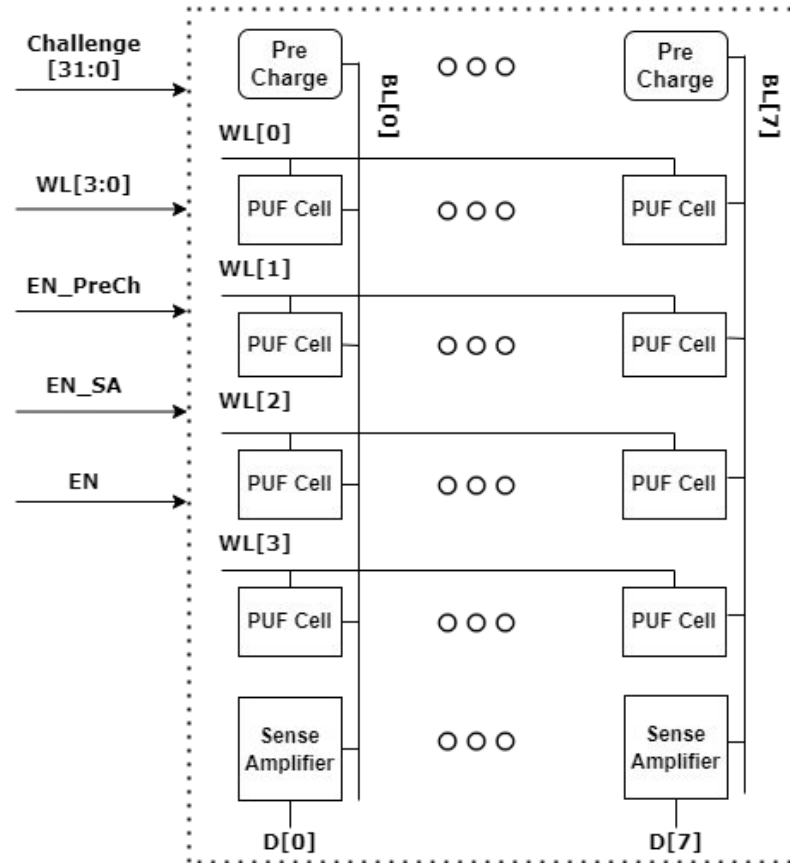 Challenge
[31:0]
WL[3:0]
EN_PreCh
EN_SA
EN
Pre
Charge
BL[0]
Pre
Charge
BL[7]
WL[0]
PUF Cell
PUF Cell
WL[1]
PUF Cell
PUF Cell
WL[2]
PUF Cell
PUF Cell
WL[3]
PUF Cell
PUF Cell
Sense
Amplifier
Sense
Amplifier
D[0]
D[7]